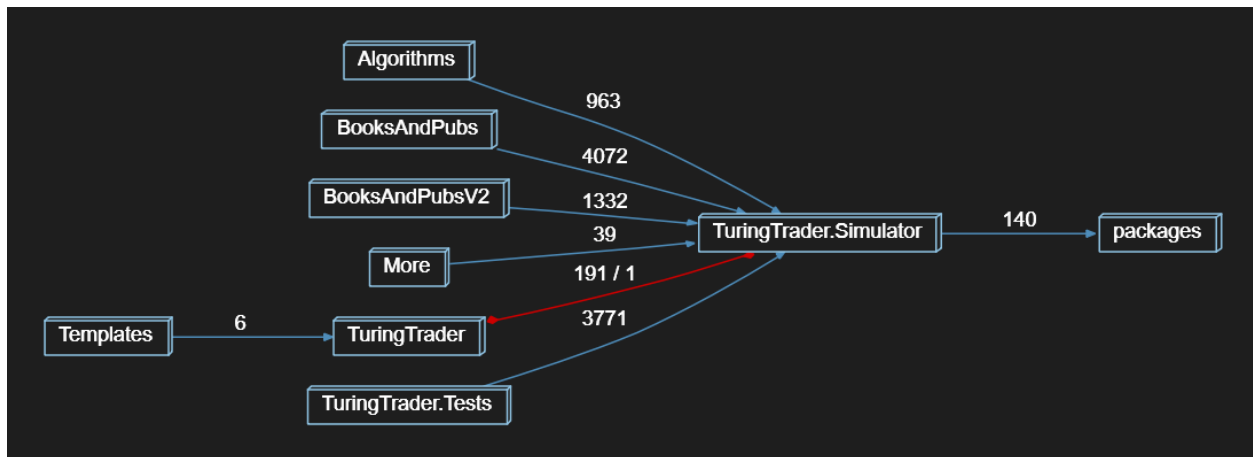 Algorithms
963
BooksAndPubs
4072
BooksAndPubsV2
1332
TuringTrader.Simulator
140
packages
39
More
191 / 1
Templates
6
TuringTrader
3771
TuringTrader.Tests